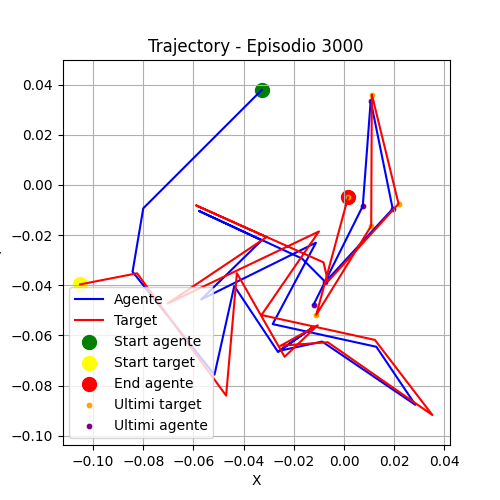 Trajectory - Episodio 3000
0.04
0.02
0.00
−0.02
−0.04
−0.06
−0.08
−0.10
Agente
Target
Start agente
Start target
End agente
Ultimi target
Ultimi agente
−0.10 −0.08 −0.06 −0.04 −0.02 0.00 0.02 0.04
X